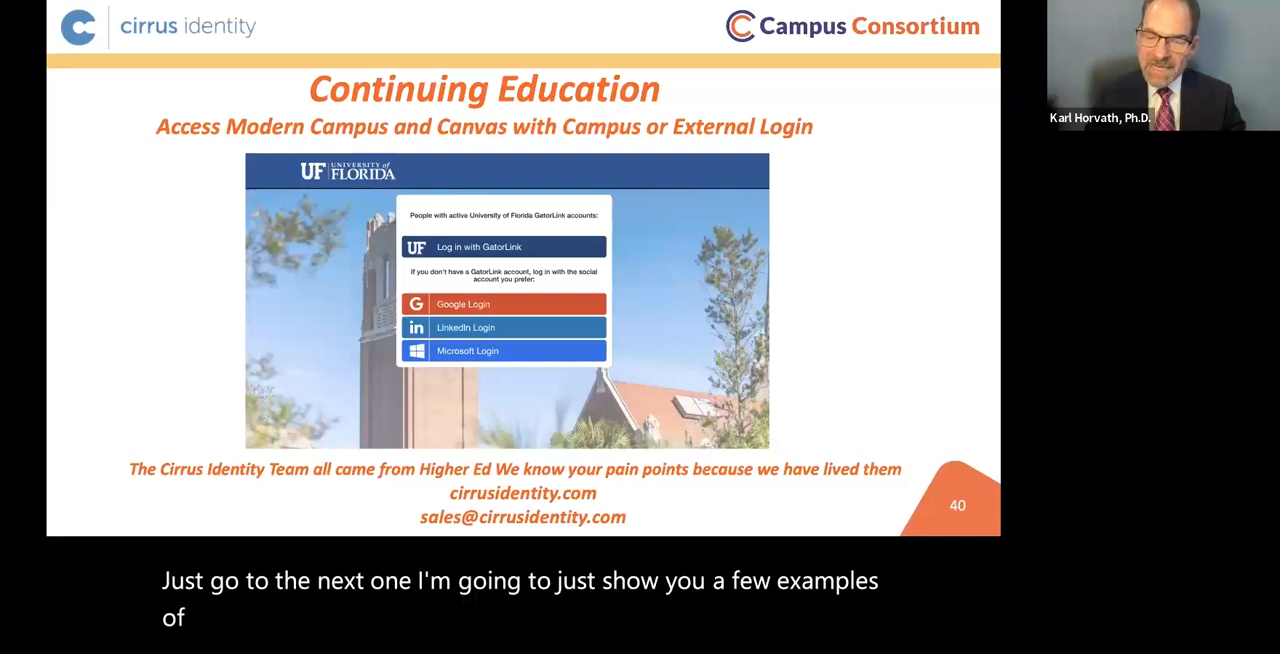 cirrus identity
Campus Consortium
Karl Horvath, Ph.D.
Continuing Education
Access Modern Campus and Canvas with Campus or External Login
UF UNIVERSITY of
FLORIDA
People with active University of Florida GatorLink accounts:
UF Log in with GatorLink
If you don't have a GatorLink account, log in with the social
account you prefer:
G Google Login
in LinkedIn Login
Microsoft Login
The Cirrus Identity Team all came from Higher Ed We know your pain points because we have lived them
cirrusidentity.com
sales@cirrusidentity.com
40
Just go to the next one I'm going to just show you a few examples
of